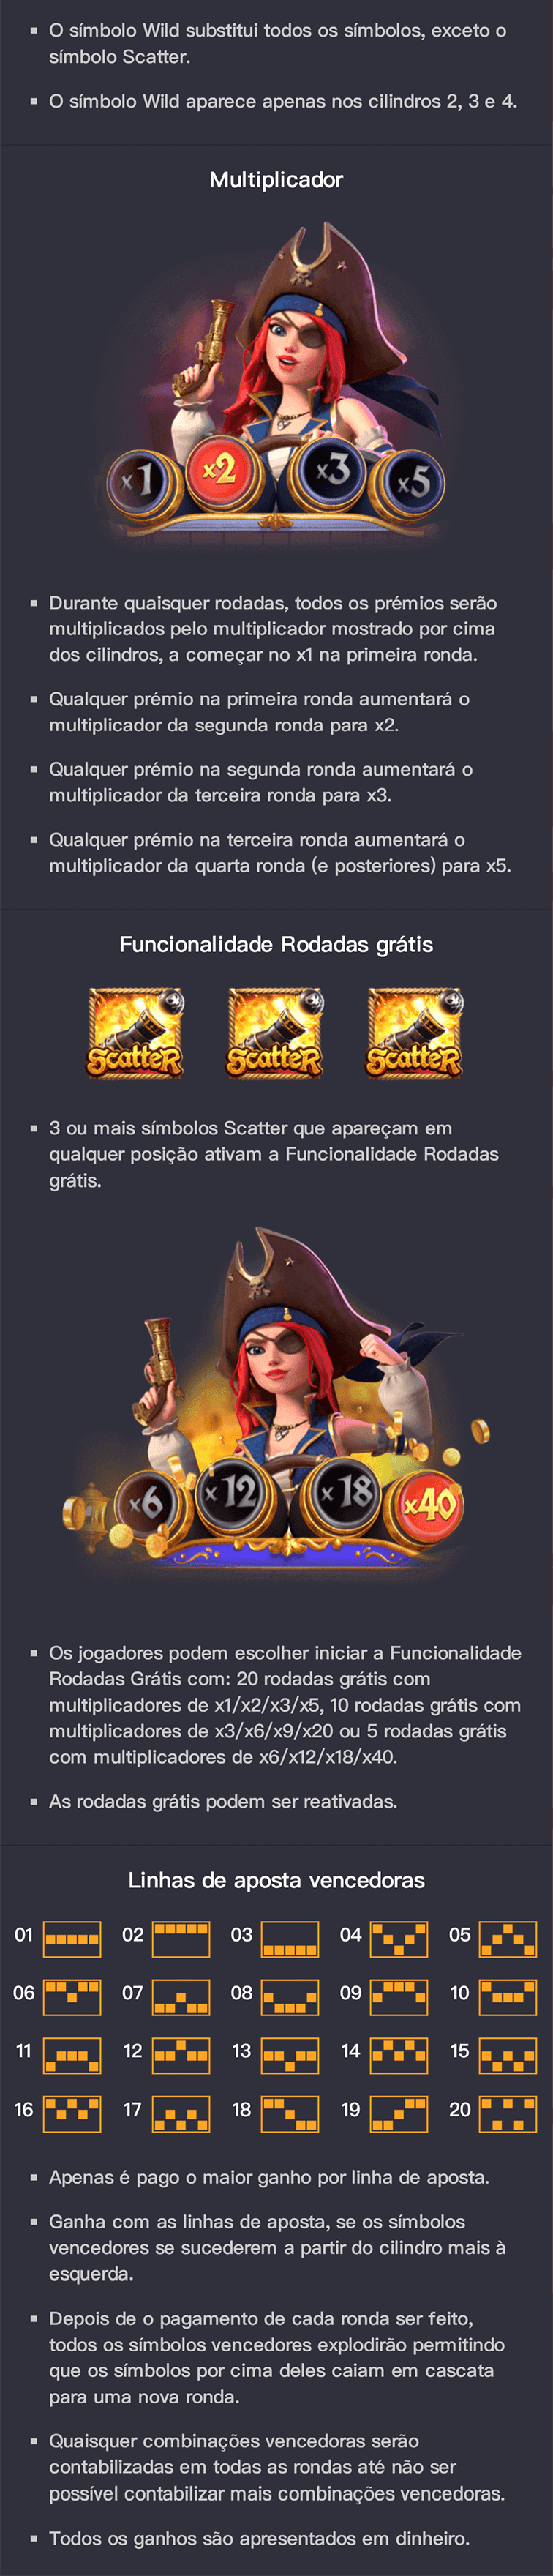 ▪ O símbolo Wild substitui todos os símbolos, exceto o
símbolo Scatter.
▪ O símbolo Wild aparece apenas nos cilindros 2, 3 e 4.
Multiplicador
x1 x2 x3 x5
▪ Durante quaisquer rodadas, todos os prémios serão
multiplicados pelo multiplicador mostrado por cima
dos cilindros, a começar no x1 na primeira ronda.
▪ Qualquer prémio na primeira ronda aumentará o
multiplicador da segunda ronda para x2.
▪ Qualquer prémio na segunda ronda aumentará o
multiplicador da terceira ronda para x3.
▪ Qualquer prémio na terceira ronda aumentará o
multiplicador da quarta ronda (e posteriores) para x5.
Funcionalidade Rodadas grátis
Scatter Scatter Scatter
▪ 3 ou mais símbolos Scatter que apareçam em
qualquer posição ativam a Funcionalidade Rodadas
grátis.
x6 x12 x18 x40
▪ Os jogadores podem escolher iniciar a Funcionalidade
Rodadas Grátis com: 20 rodadas grátis com
multiplicadores de x1/x2/x3/x5, 10 rodadas grátis com
multiplicadores de x3/x6/x9/x20 ou 5 rodadas grátis
com multiplicadores de x6/x12/x18/x40.
▪ As rodadas grátis podem ser reativadas.
Linhas de aposta vencedoras
01 02 03 04 05
06 07 08 09 10
11 12 13 14 15
16 17 18 19 20
▪ Apenas é pago o maior ganho por linha de aposta.
▪ Ganha com as linhas de aposta, se os símbolos
vencedores se sucederem a partir do cilindro mais à
esquerda.
▪ Depois de o pagamento de cada ronda ser feito,
todos os símbolos vencedores explodirão permitindo
que os símbolos por cima deles caiam em cascata
para uma nova ronda.
▪ Quaisquer combinações vencedoras serão
contabilizadas em todas as rondas até não ser
possível contabilizar mais combinações vencedoras.
▪ Todos os ganhos são apresentados em dinheiro.